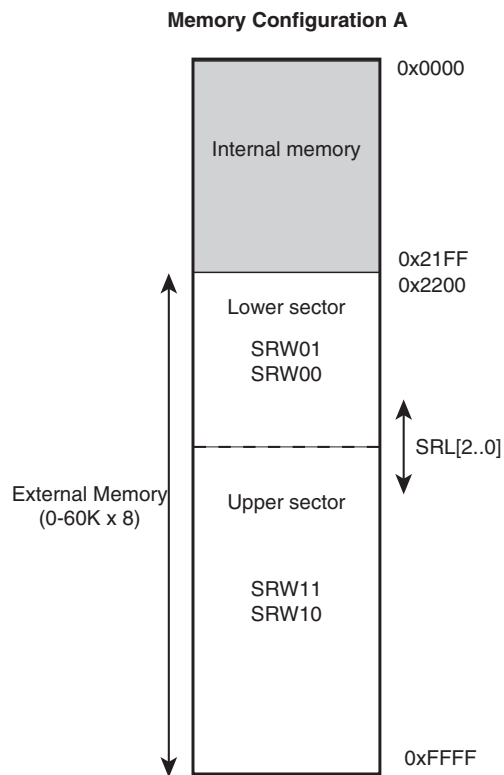 Memory Configuration A
0x0000
Internal memory
0x21FF
0x2200
Lower sector
SRW01
SRW00
SRL[2..0]
External Memory
(0-60K x 8)
Upper sector
SRW11
SRW10
0xFFFF